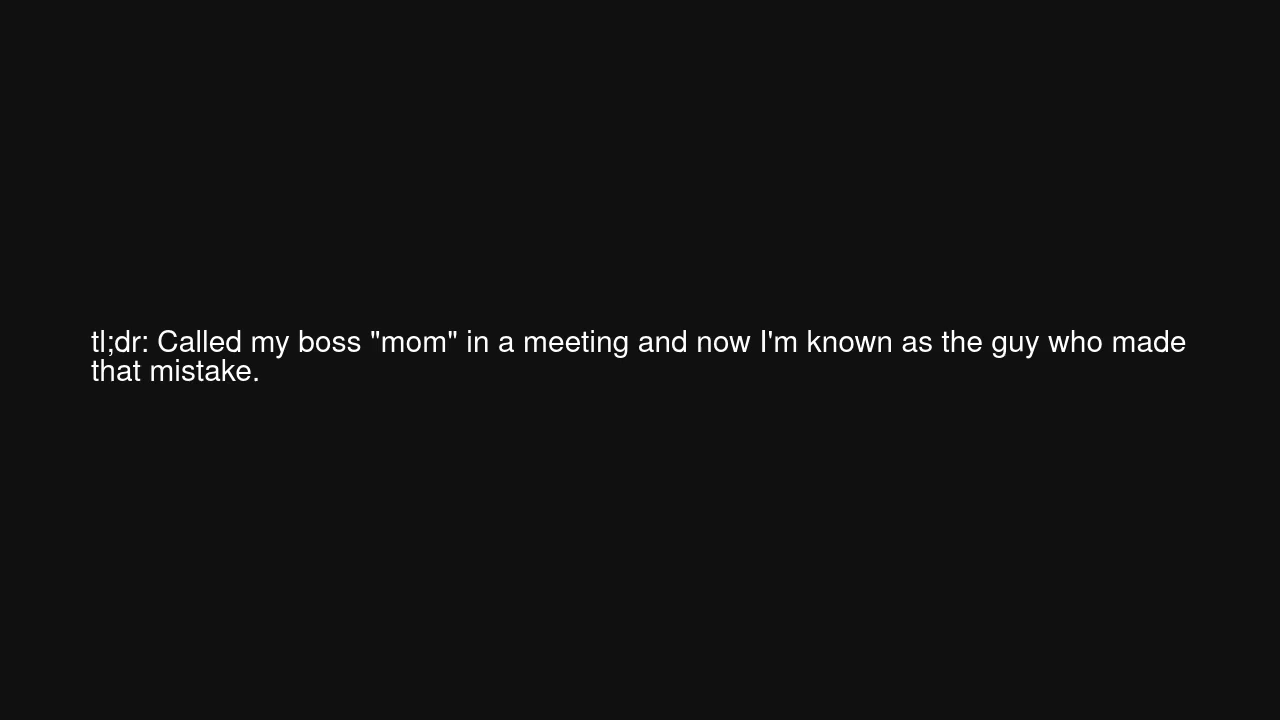 tl;dr: Called my boss "mom" in a meeting and now I'm known as the guy who made
that mistake.